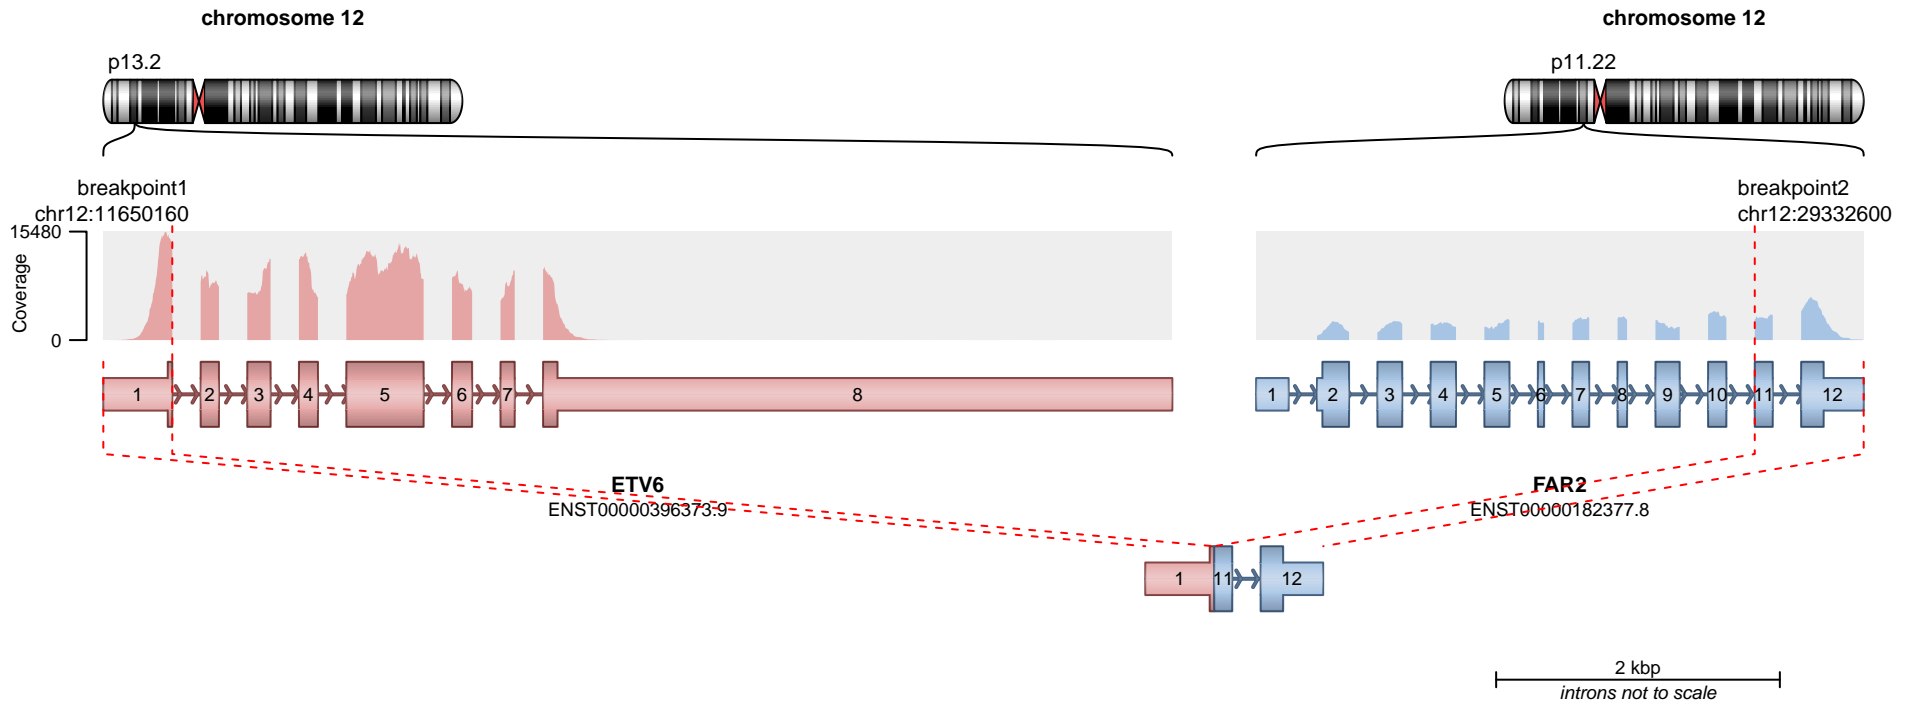 chromosome 12
chromosome 12
p13.2
p11.22
breakpoint1
chr12:11650160
breakpoint2
chr12:29332600
15480
Coverage
0
1 2 3 4 5 6 7 8
1 2 3 4 5 6 7 8 9 10 11 12
ETV6
ENST00000396373.9
FAR2
ENST00000182377.8
1 11 12
2 kbp
introns not to scale